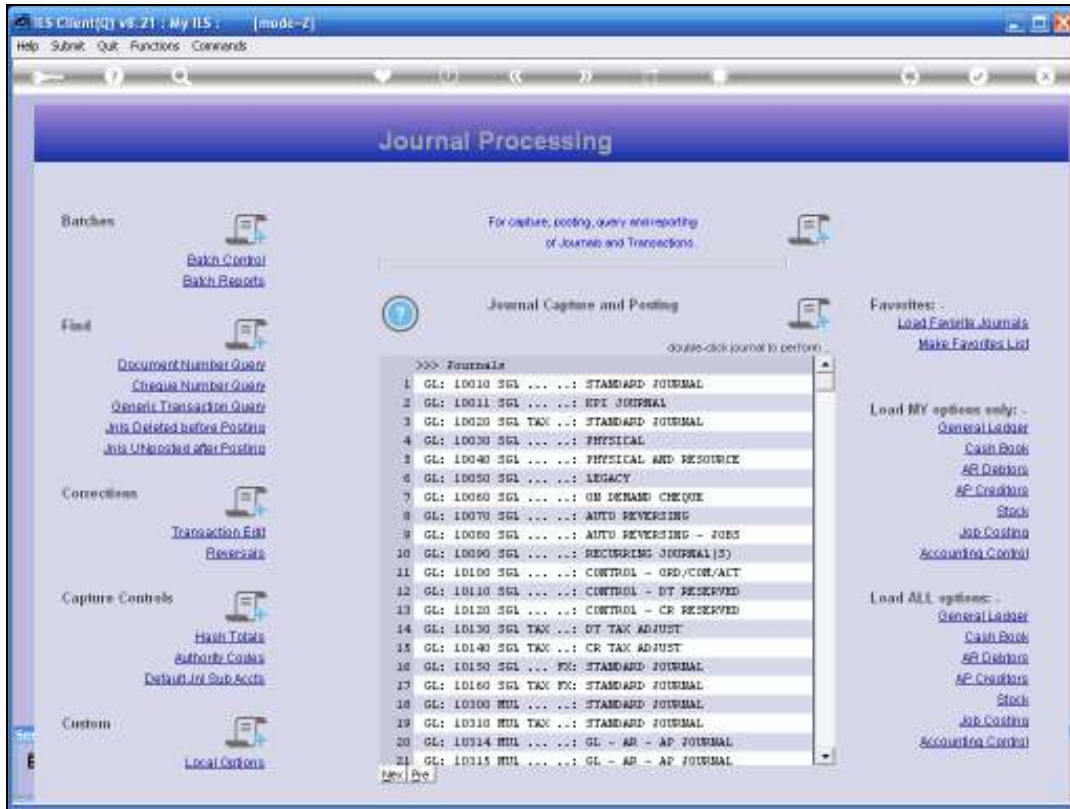 IES Client(Q) v8.21 : My IES : [mode=2]
Help Submit Quit Functions Commands
Journal Processing
Batches
Batch Control
Batch Reports
Find
Document Number Query
Cheque Number Query
Generic Transaction Query
Jnls Deleted before Posting
Jnls UNposted after Posting
Corrections
Transaction Edit
Reversals
Capture Controls
Hash Totals
Authority Codes
Default Jnl Sub Accts
Custom
Local Options
For capture, posting, query and reporting
of Journals and Transactions.
Journal Capture and Posting
double-click journal to perform ..
>>> Journals
1 GL: 10010 SGL ... ..: STANDARD JOURNAL
2 GL: 10011 SGL ... ..: KPI JOURNAL
3 GL: 10020 SGL TAX ..: STANDARD JOURNAL
4 GL: 10030 SGL ... ..: PHYSICAL
5 GL: 10040 SGL ... ..: PHYSICAL AND RESOURCE
6 GL: 10050 SGL ... ..: LEGACY
7 GL: 10060 SGL ... ..: ON DEMAND CHEQUE
8 GL: 10070 SGL ... ..: AUTO REVERSING
9 GL: 10080 SGL ... ..: AUTO REVERSING - JOBS
10 GL: 10090 SGL ... ..: RECURRING JOURNAL(S)
11 GL: 10100 SGL ... ..: CONTROL - ORD/COM/ACT
12 GL: 10110 SGL ... ..: CONTROL - DT RESERVED
13 GL: 10120 SGL ... ..: CONTROL - CR RESERVED
14 GL: 10130 SGL TAX ..: DT TAX ADJUST
15 GL: 10140 SGL TAX ..: CR TAX ADJUST
16 GL: 10150 SGL ... FX: STANDARD JOURNAL
17 GL: 10160 SGL TAX FX: STANDARD JOURNAL
18 GL: 10300 MUL ... ..: STANDARD JOURNAL
19 GL: 10310 MUL TAX ..: STANDARD JOURNAL
20 GL: 10314 MUL ... ..: GL - AR - AP JOURNAL
21 GL: 10315 MUL ... ..: GL - AR - AP JOURNAL
Nex Pre
Favorites: .
Load Favorite Journals
Make Favorites List
Load MY options only: .
General Ledger
Cash Book
AR Debtors
AP Creditors
Stock
Job Costing
Accounting Control
Load ALL options: .
General Ledger
Cash Book
AR Debtors
AP Creditors
Stock
Job Costing
Accounting Control